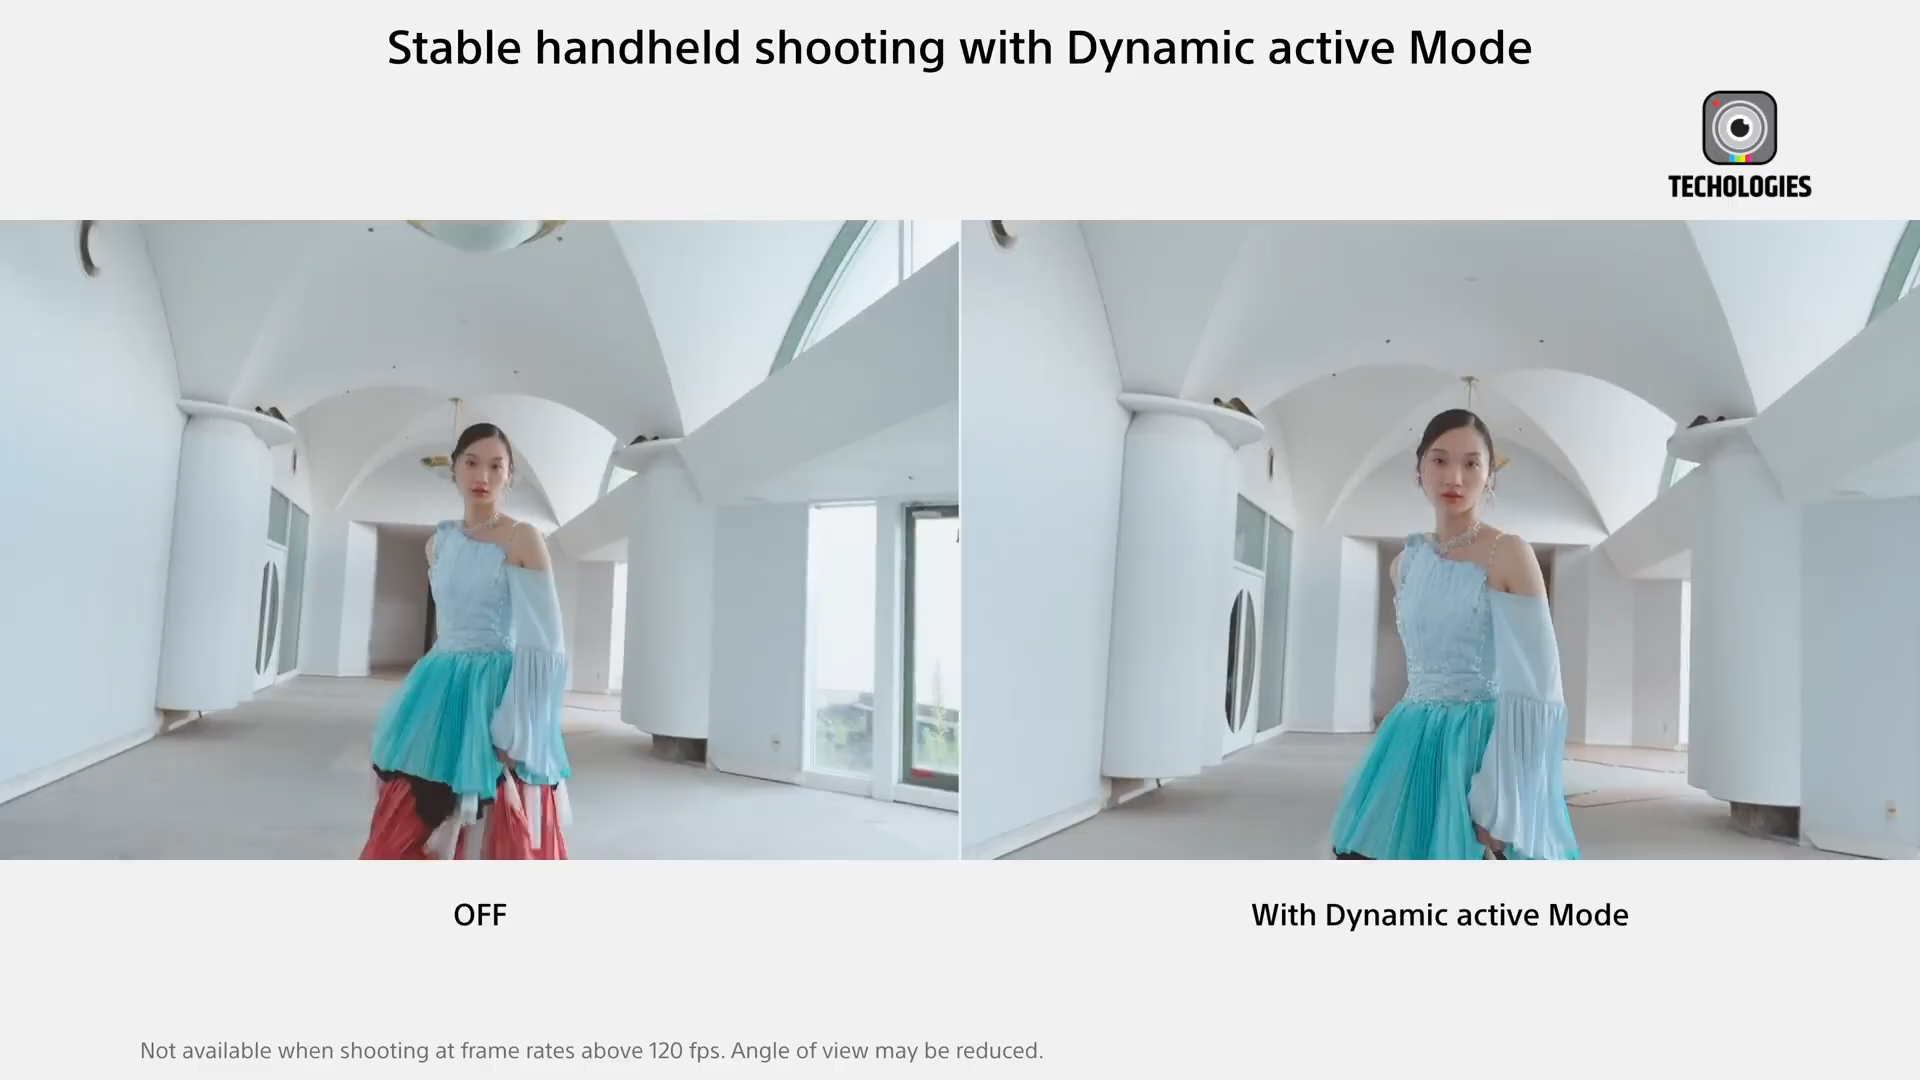 Stable handheld shooting with Dynamic active Mode
TECHOLOGIES
OFF
With Dynamic active Mode
Not available when shooting at frame rates above 120 fps. Angle of view may be reduced.